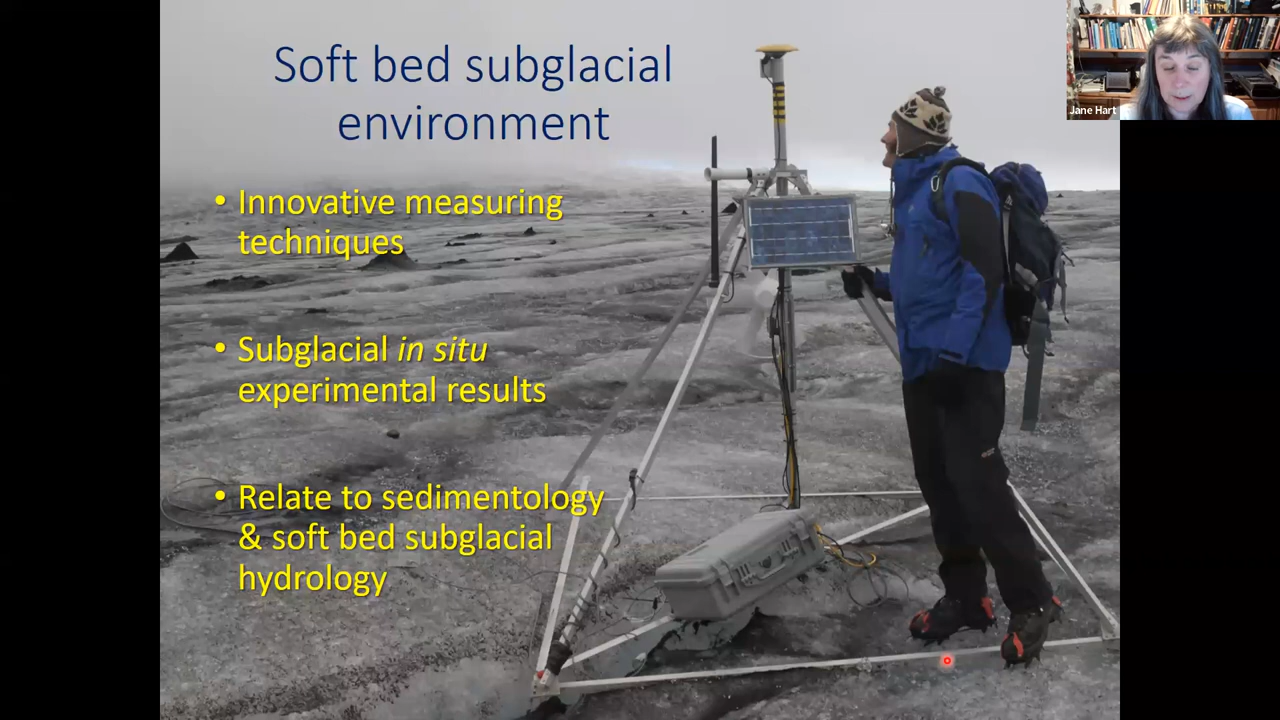 Soft bed subglacial
environment
• Innovative measuring
techniques
• Subglacial in situ
experimental results
• Relate to sedimentology
& soft bed subglacial
hydrology
Jane Hart